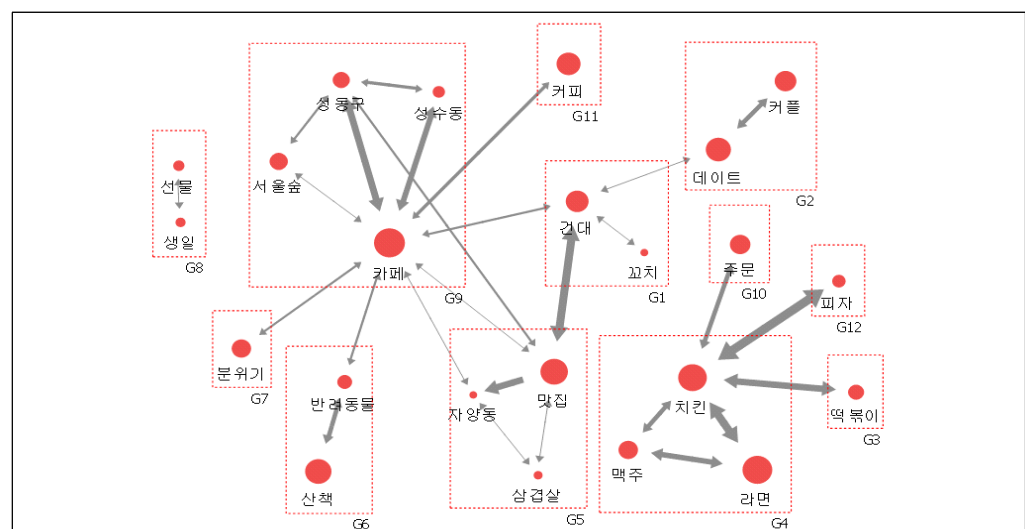 커피
G11
성동구
성수동
서울숲
카페
G9
커플
데이트
G2
선물
생일
G8
건대
꼬치
G1
주문
G10
피자
G12
분위기
G7
반려동물
산책
G6
맛집
자양동
삼겹살
G5
치킨
맥주
라면
G4
떡볶이
G3